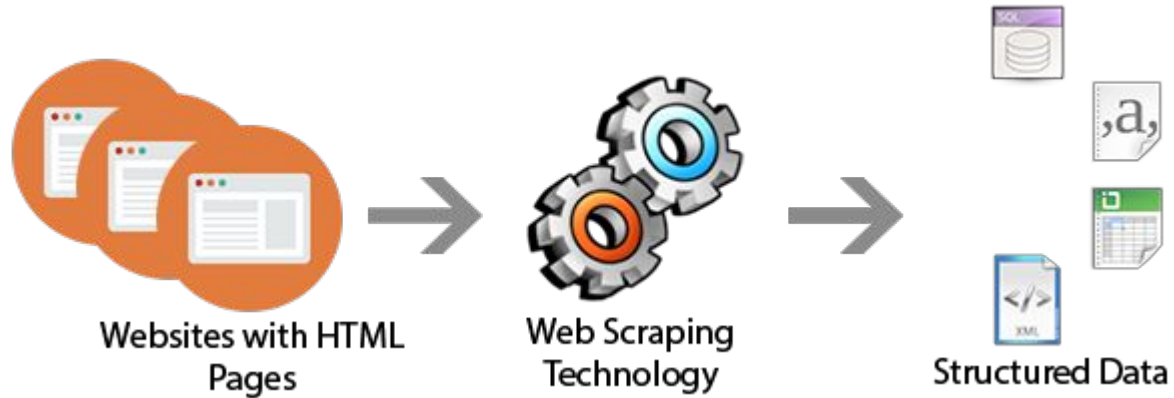 Websites with HTML
Pages
Web Scraping
Technology
SQL
,a,
</>
XML
Structured Data